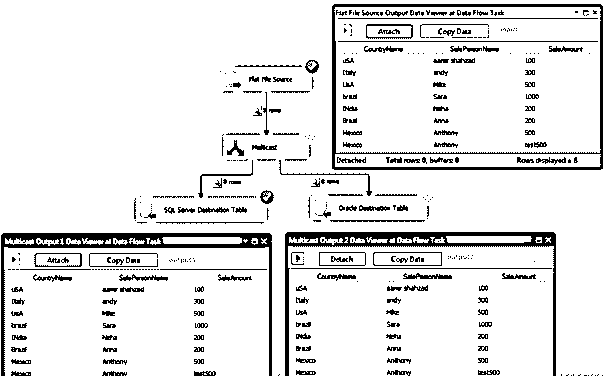 Flat File Source Output Data Viewer at Data Flow Task
Attach Copy Data input
CountryName SalePersonName SaleAmount
uSA aamir shahzad 100
Italy andy 300
UsA Mike 500
brazil Sara 1000
INdia Neha 200
Brazil Anna 200
Mexico Anthony 500
Mexico Anthony test500
Detached Total rows: 0, buffers: 0 Rows displayed = 8
Flat File Source
8 rows
Multicast
8 rows
8 rows
SQL Server Destination Table
Oracle Destination Table
Multicast Output 1 Data Viewer at Data Flow Task
Attach Copy Data output1
CountryName SalePersonName SaleAmount
uSA aamir shahzad 100
Italy andy 300
UsA Mike 500
brazil Sara 1000
INdia Neha 200
Brazil Anna 200
Mexico Anthony 500
Mexico Anthony test500
Multicast Output 2 Data Viewer at Data Flow Task
Detach Copy Data output2
CountryName SalePersonName SaleAmount
uSA aamir shahzad 100
Italy andy 300
UsA Mike 500
brazil Sara 1000
INdia Neha 200
Brazil Anna 200
Mexico Anthony 500
Mexico Anthony test500